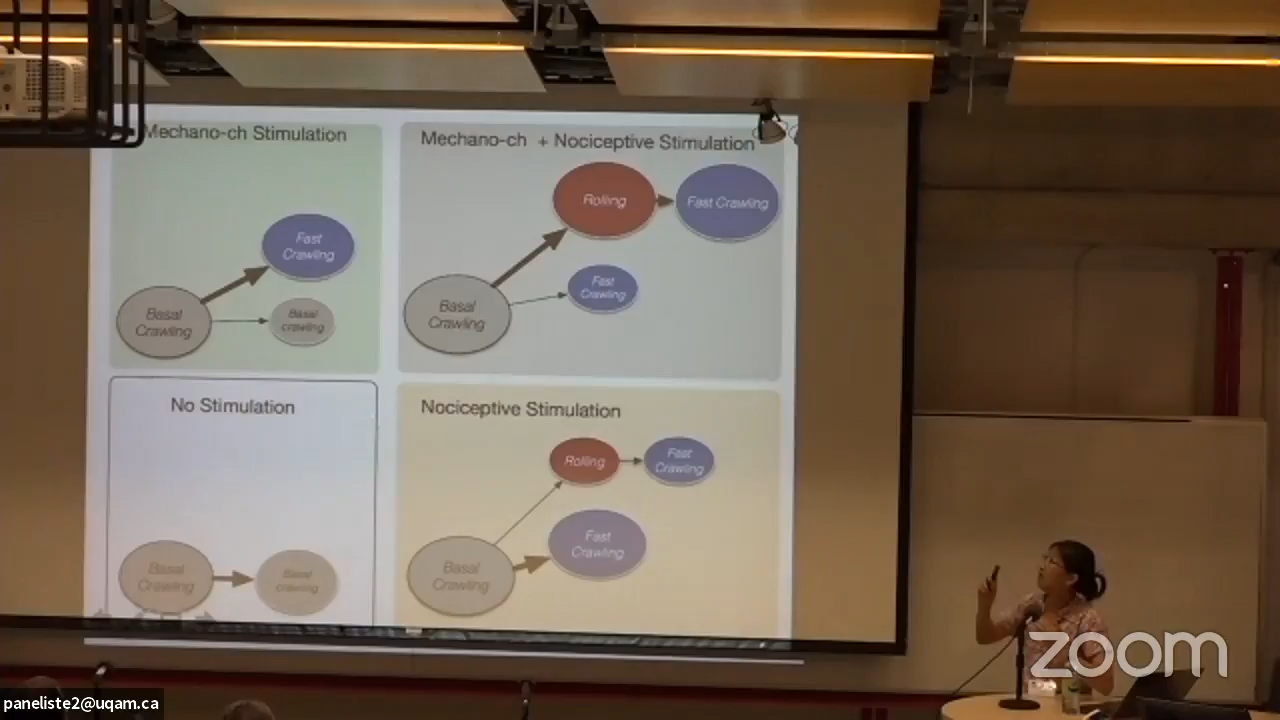 Mechano-ch Stimulation
Fast
Crawling
Basal
Crawling
Basal
crawling
Mechano-ch + Nociceptive Stimulation
Rolling
Fast Crawling
Basal
Crawling
Fast
Crawling
No Stimulation
Basal
Crawling
Basal
crawling
Nociceptive Stimulation
Rolling
Fast
Crawling
Basal
Crawling
Fast
Crawling
zoom
paneliste2@uqam.ca